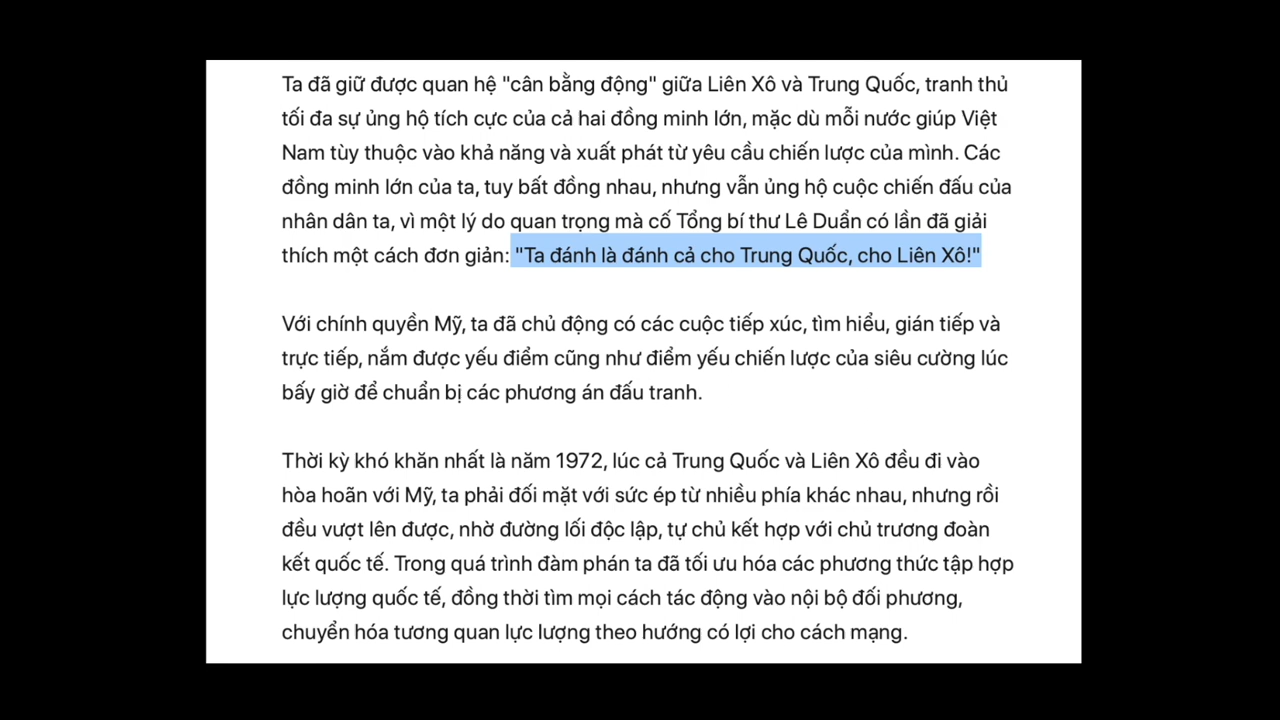 Ta đã giữ được quan hệ "cân bằng động" giữa Liên Xô và Trung Quốc, tranh thủ
tối đa sự ủng hộ tích cực của cả hai đồng minh lớn, mặc dù mỗi nước giúp Việt
Nam tùy thuộc vào khả năng và xuất phát từ yêu cầu chiến lược của mình. Các
đồng minh lớn của ta, tuy bất đồng nhau, nhưng vẫn ủng hộ cuộc chiến đấu của
nhân dân ta, vì một lý do quan trọng mà cố Tổng bí thư Lê Duẩn có lần đã giải
thích một cách đơn giản: "Ta đánh là đánh cả cho Trung Quốc, cho Liên Xô!"
Với chính quyền Mỹ, ta đã chủ động có các cuộc tiếp xúc, tìm hiểu, gián tiếp và
trực tiếp, nắm được yếu điểm cũng như điểm yếu chiến lược của siêu cường lúc
bấy giờ để chuẩn bị các phương án đấu tranh.
Thời kỳ khó khăn nhất là năm 1972, lúc cả Trung Quốc và Liên Xô đều đi vào
hòa hoãn với Mỹ, ta phải đối mặt với sức ép từ nhiều phía khác nhau, nhưng rồi
đều vượt lên được, nhờ đường lối độc lập, tự chủ kết hợp với chủ trương đoàn
kết quốc tế. Trong quá trình đàm phán ta đã tối ưu hóa các phương thức tập hợp
lực lượng quốc tế, đồng thời tìm mọi cách tác động vào nội bộ đối phương,
chuyển hóa tương quan lực lượng theo hướng có lợi cho cách mạng.